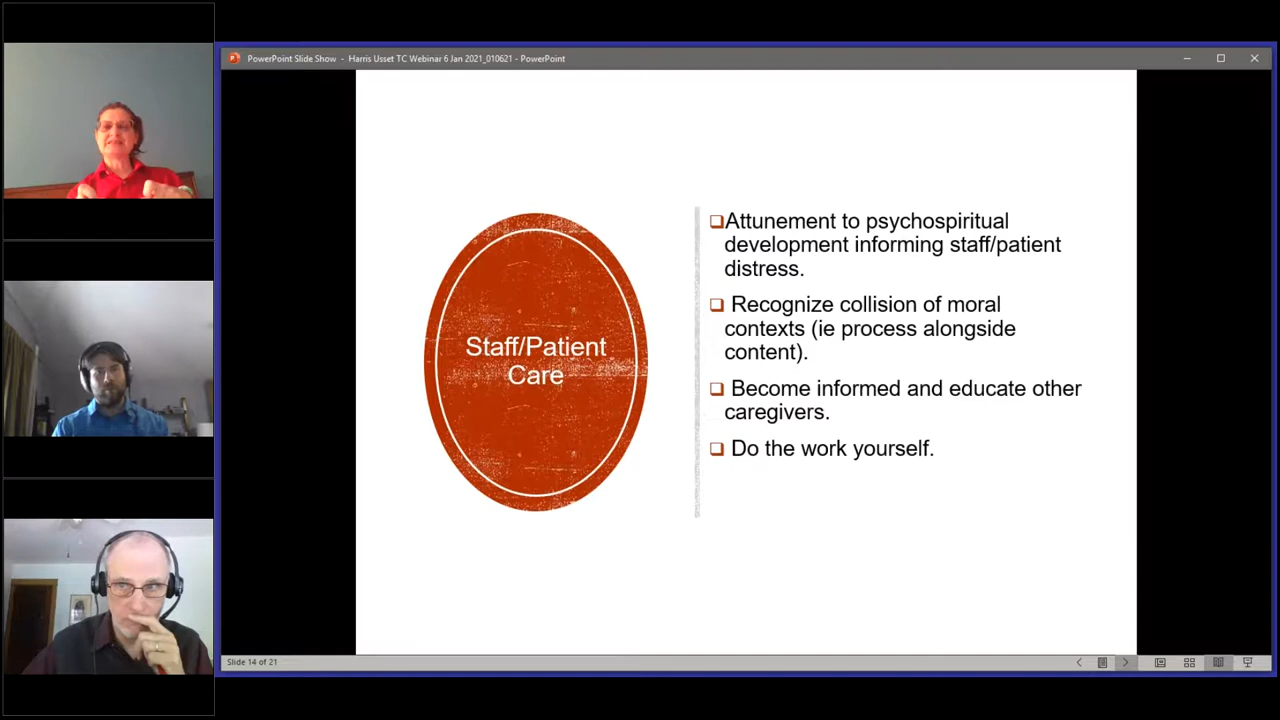 PowerPoint Slide Show - Harris Usset TC Webinar 6 Jan 2021_010621 - PowerPoint
Staff/Patient
Care
Attunement to psychospiritual
development informing staff/patient
distress.
Recognize collision of moral
contexts (ie process alongside
content).
Become informed and educate other
caregivers.
Do the work yourself.
Slide 14 of 21